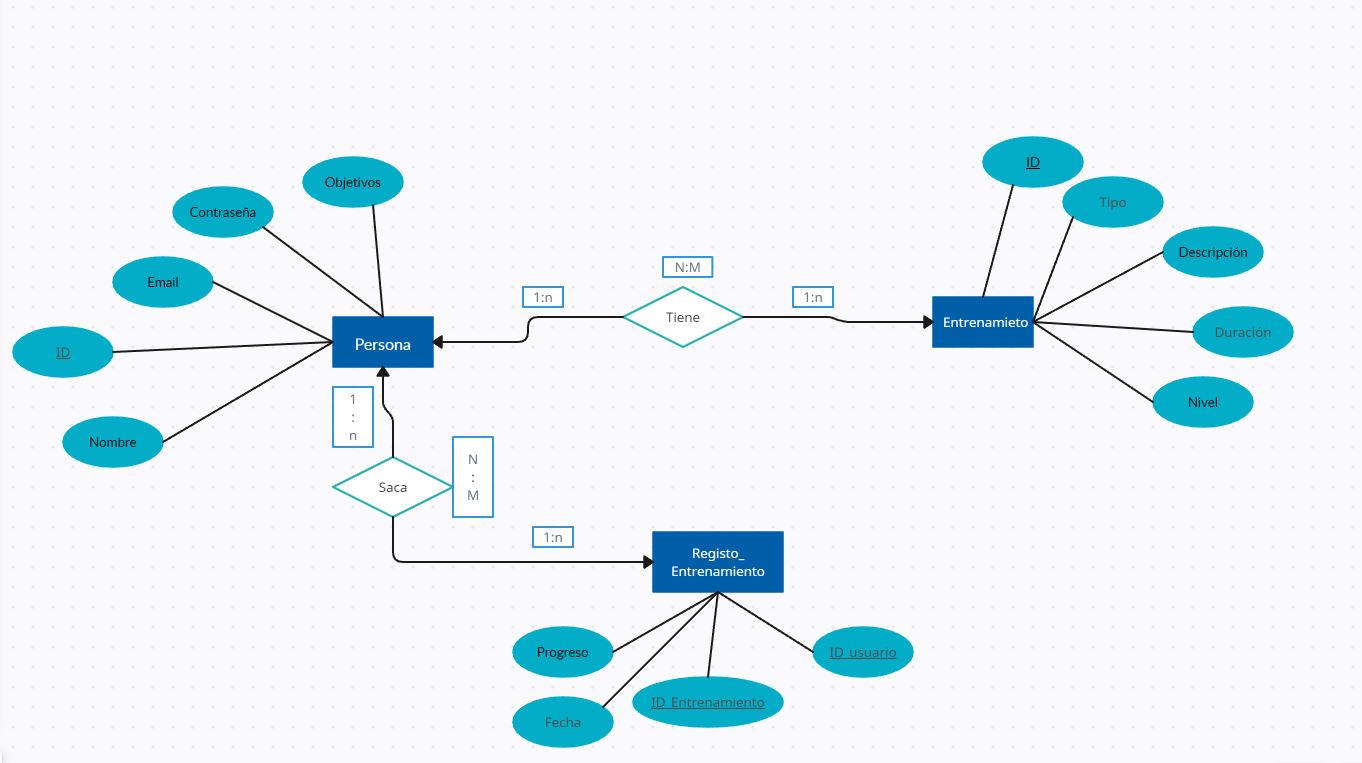 ID
Objetivos
Tipo
Contraseña
Descripción
N:M
Email
1:n
1:n
Tiene
Entrenamieto
Duración
Persona
ID
1
:
n
Nivel
Nombre
N
:
M
Saca
1:n
Registo_
Entrenamiento
Progreso
ID_usuario
ID_Entrenamiento
Fecha